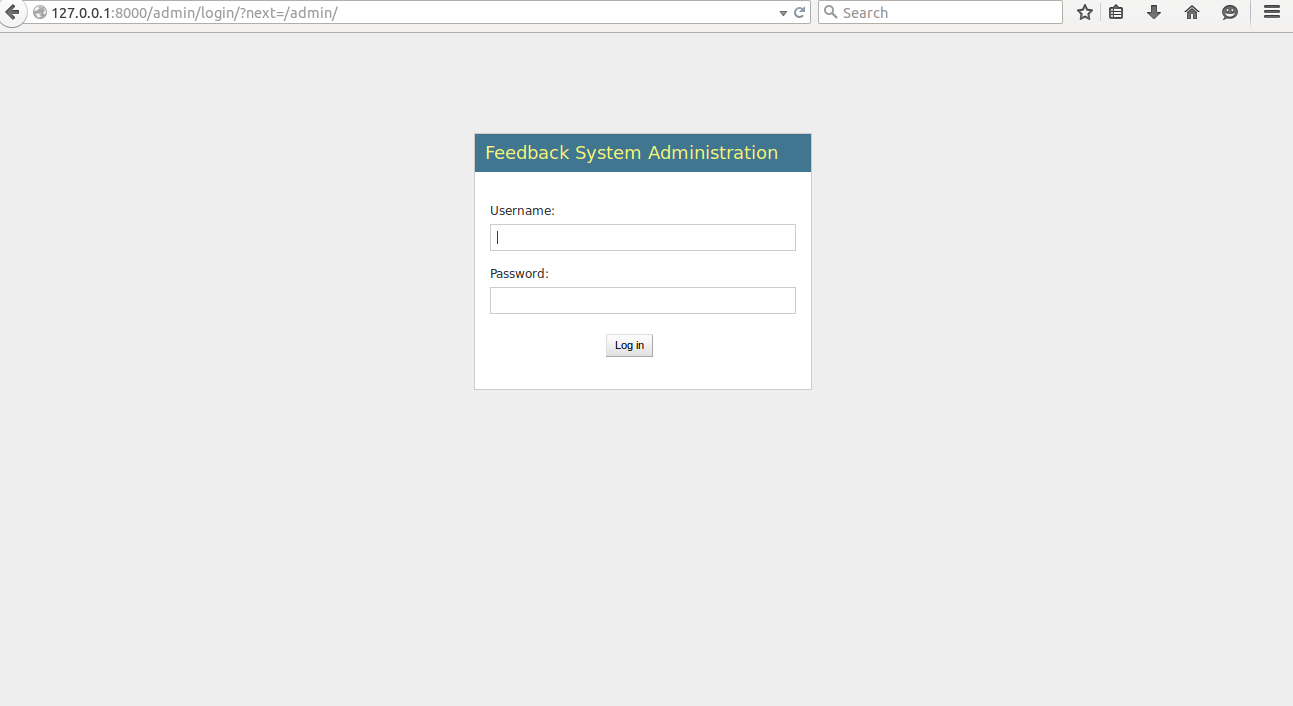 127.0.0.1:8000/admin/login/?next=/admin/
Search
Feedback System Administration
Username:
Password:
Log in